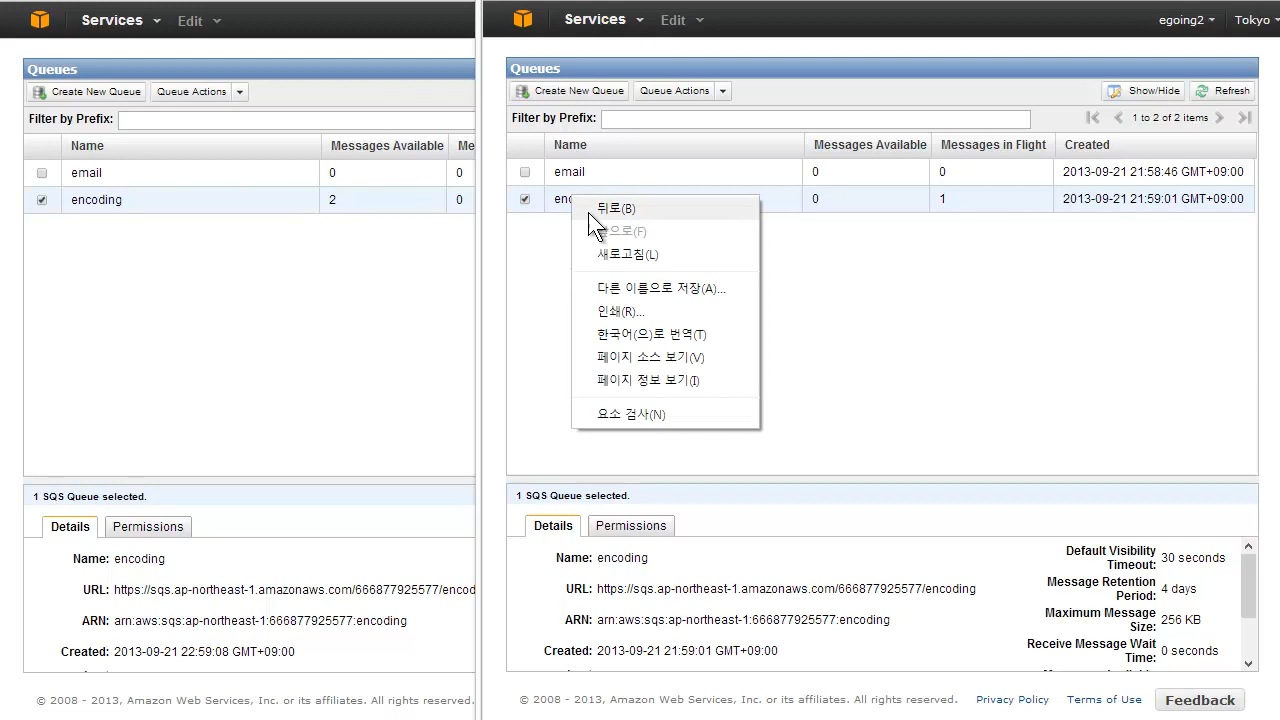 Services Edit
Queues
Create New Queue Queue Actions
Filter by Prefix:
Name Messages Available Me
email 0 0
encoding 2 0
1 SQS Queue selected.
Details Permissions
Name: encoding
URL: https://sqs.ap-northeast-1.amazonaws.com/666877925577/encod
ARN: arn:aws:sqs:ap-northeast-1:666877925577:encoding
Created: 2013-09-21 22:59:08 GMT+09:00
© 2008 - 2013, Amazon Web Services, Inc. or its affiliates. All rights reserved.
Services Edit egoing2 Tokyo
Queues
Create New Queue Queue Actions Show/Hide Refresh
Filter by Prefix: 1 to 2 of 2 items
Name Messages Available Messages in Flight Created
email 0 0 2013-09-21 21:58:46 GMT+09:00
enc 0 1 2013-09-21 21:59:01 GMT+09:00
뒤로(B)
으로(F)
새로고침(L)
다른 이름으로 저장(A)...
인쇄(R)...
한국어(으)로 번역(T)
페이지 소스 보기(V)
페이지 정보 보기(I)
요소 검사(N)
1 SQS Queue selected.
Details Permissions
Name: encoding
URL: https://sqs.ap-northeast-1.amazonaws.com/666877925577/encoding
ARN: arn:aws:sqs:ap-northeast-1:666877925577:encoding
Created: 2013-09-21 21:59:01 GMT+09:00
Default Visibility
Timeout: 30 seconds
Message Retention
Period: 4 days
Maximum Message
Size: 256 KB
Receive Message Wait
Time: 0 seconds
© 2008 - 2013, Amazon Web Services, Inc. or its affiliates. All rights reserved. Privacy Policy Terms of Use Feedback